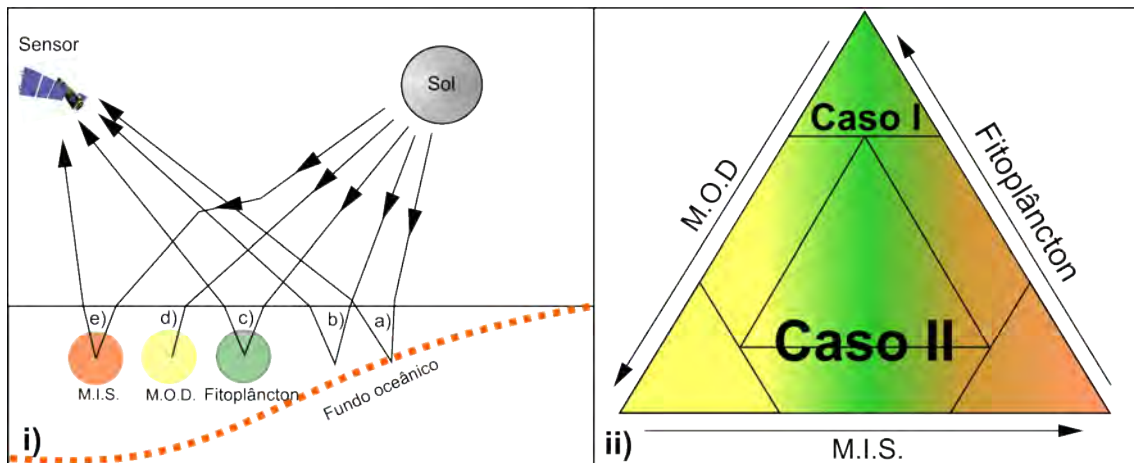 Sensor
Sol
e)
d)
c)
b)
a)
M.I.S.
M.O.D.
Fitoplâncton
Fundo oceânico
i)
Caso I
M.O.D
Fitoplâncton
Caso II
ii)
M.I.S.